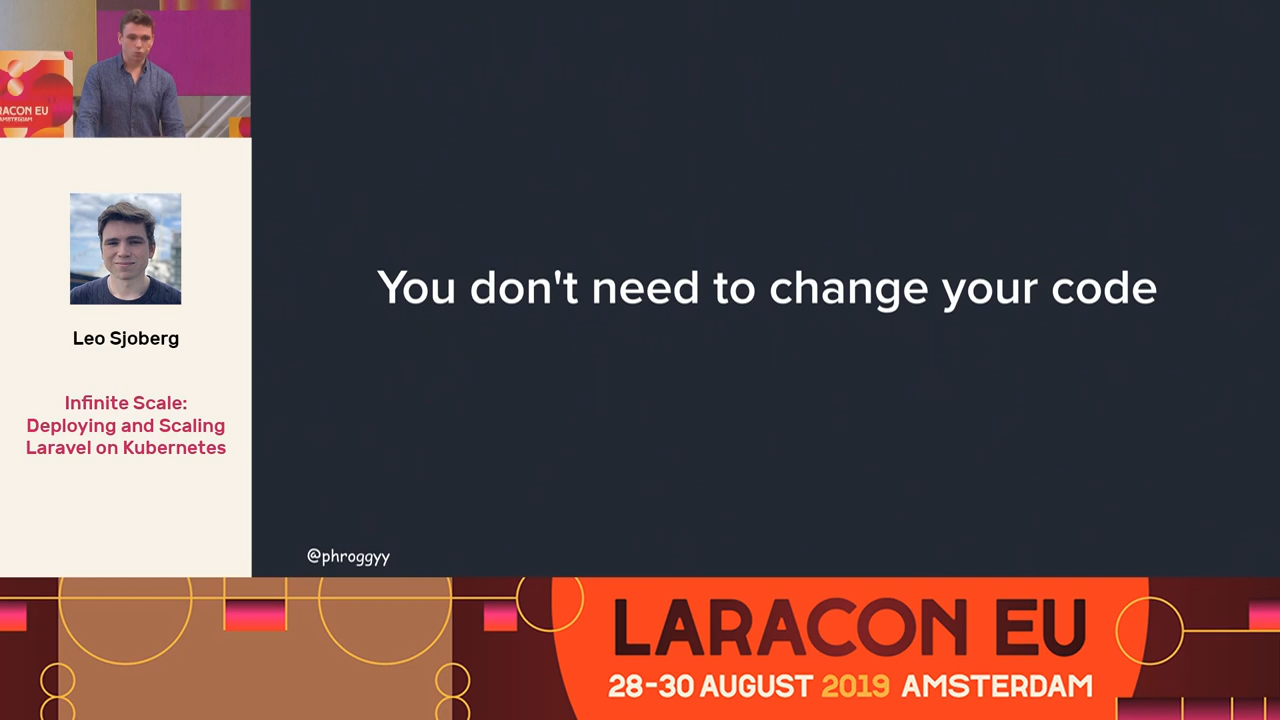 RACON EU
AMSTERDAM
Leo Sjoberg
Infinite Scale:
Deploying and Scaling
Laravel on Kubernetes
You don't need to change your code
@phroggyy
LARACON EU
28-30 AUGUST 2019 AMSTERDAM